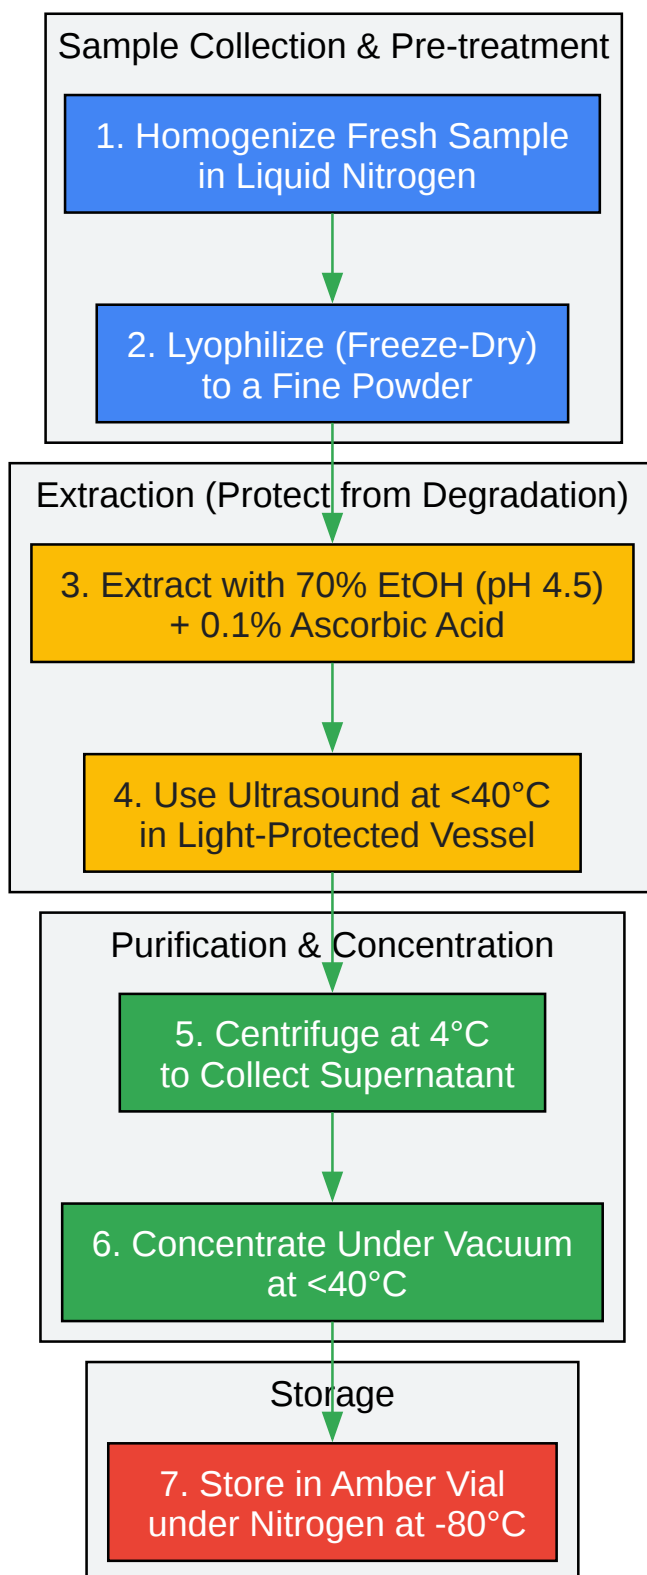 Sample Collection & Pre-treatment
1. Homogenize Fresh Sample
in Liquid Nitrogen
2. Lyophilize (Freeze-Dry)
to a Fine Powder
Extraction (Protect from Degradation)
3. Extract with 70% EtOH (pH 4.5)
+ 0.1% Ascorbic Acid
4. Use Ultrasound at <40°C
in Light-Protected Vessel
Purification & Concentration
5. Centrifuge at 4°C
to Collect Supernatant
6. Concentrate Under Vacuum
at <40°C
Storage
7. Store in Amber Vial
under Nitrogen at -80°C